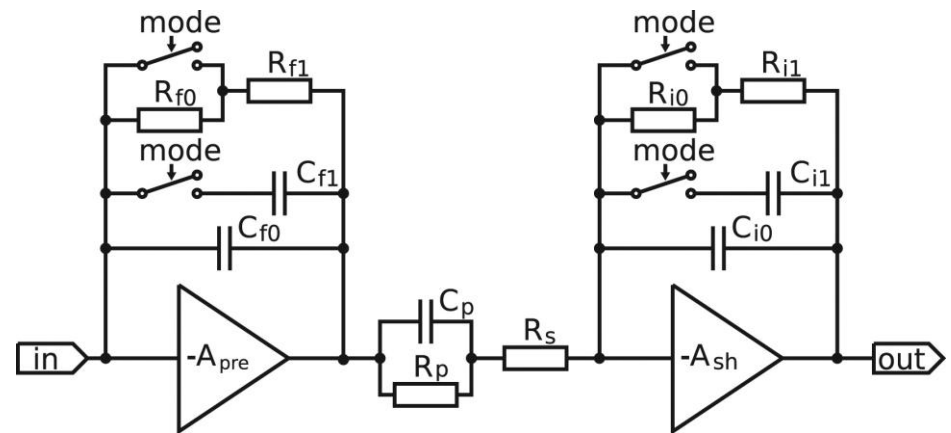 mode
R_f1
R_f0
mode
C_f1
C_f0
in
-A_pre
C_p
R_p
R_s
mode
R_i1
R_i0
mode
C_i1
C_i0
-A_sh
out